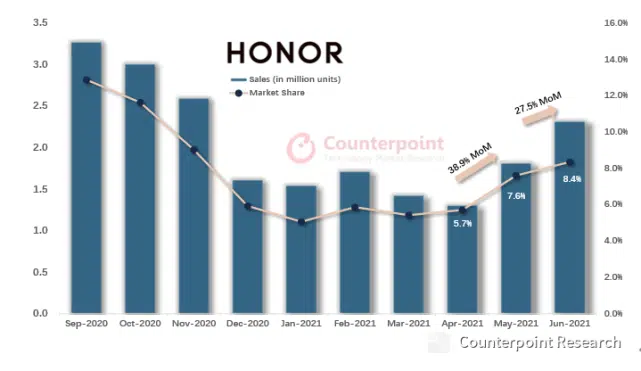 3.5
3.0
2.5
2.0
1.5
1.0
0.5
0.0
HONOR
Sales (in million units)
Market Share
Counterpoint
Technology Market Research
38.9% MoM
27.5% MoM
5.7%
7.6%
8.4%
16.0%
14.0%
12.0%
10.0%
8.0%
6.0%
4.0%
2.0%
0.0%
Sep-2020 Oct-2020 Nov-2020 Dec-2020 Jan-2021 Feb-2021 Mar-2021 Apr-2021 May-2021 Jun-2021
Counterpoint Research